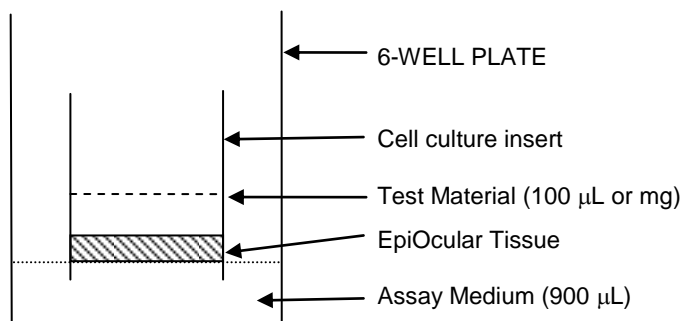 6-WELL PLATE
Cell culture insert
Test Material (100 μL or mg)
EpiOcular Tissue
Assay Medium (900 μL)